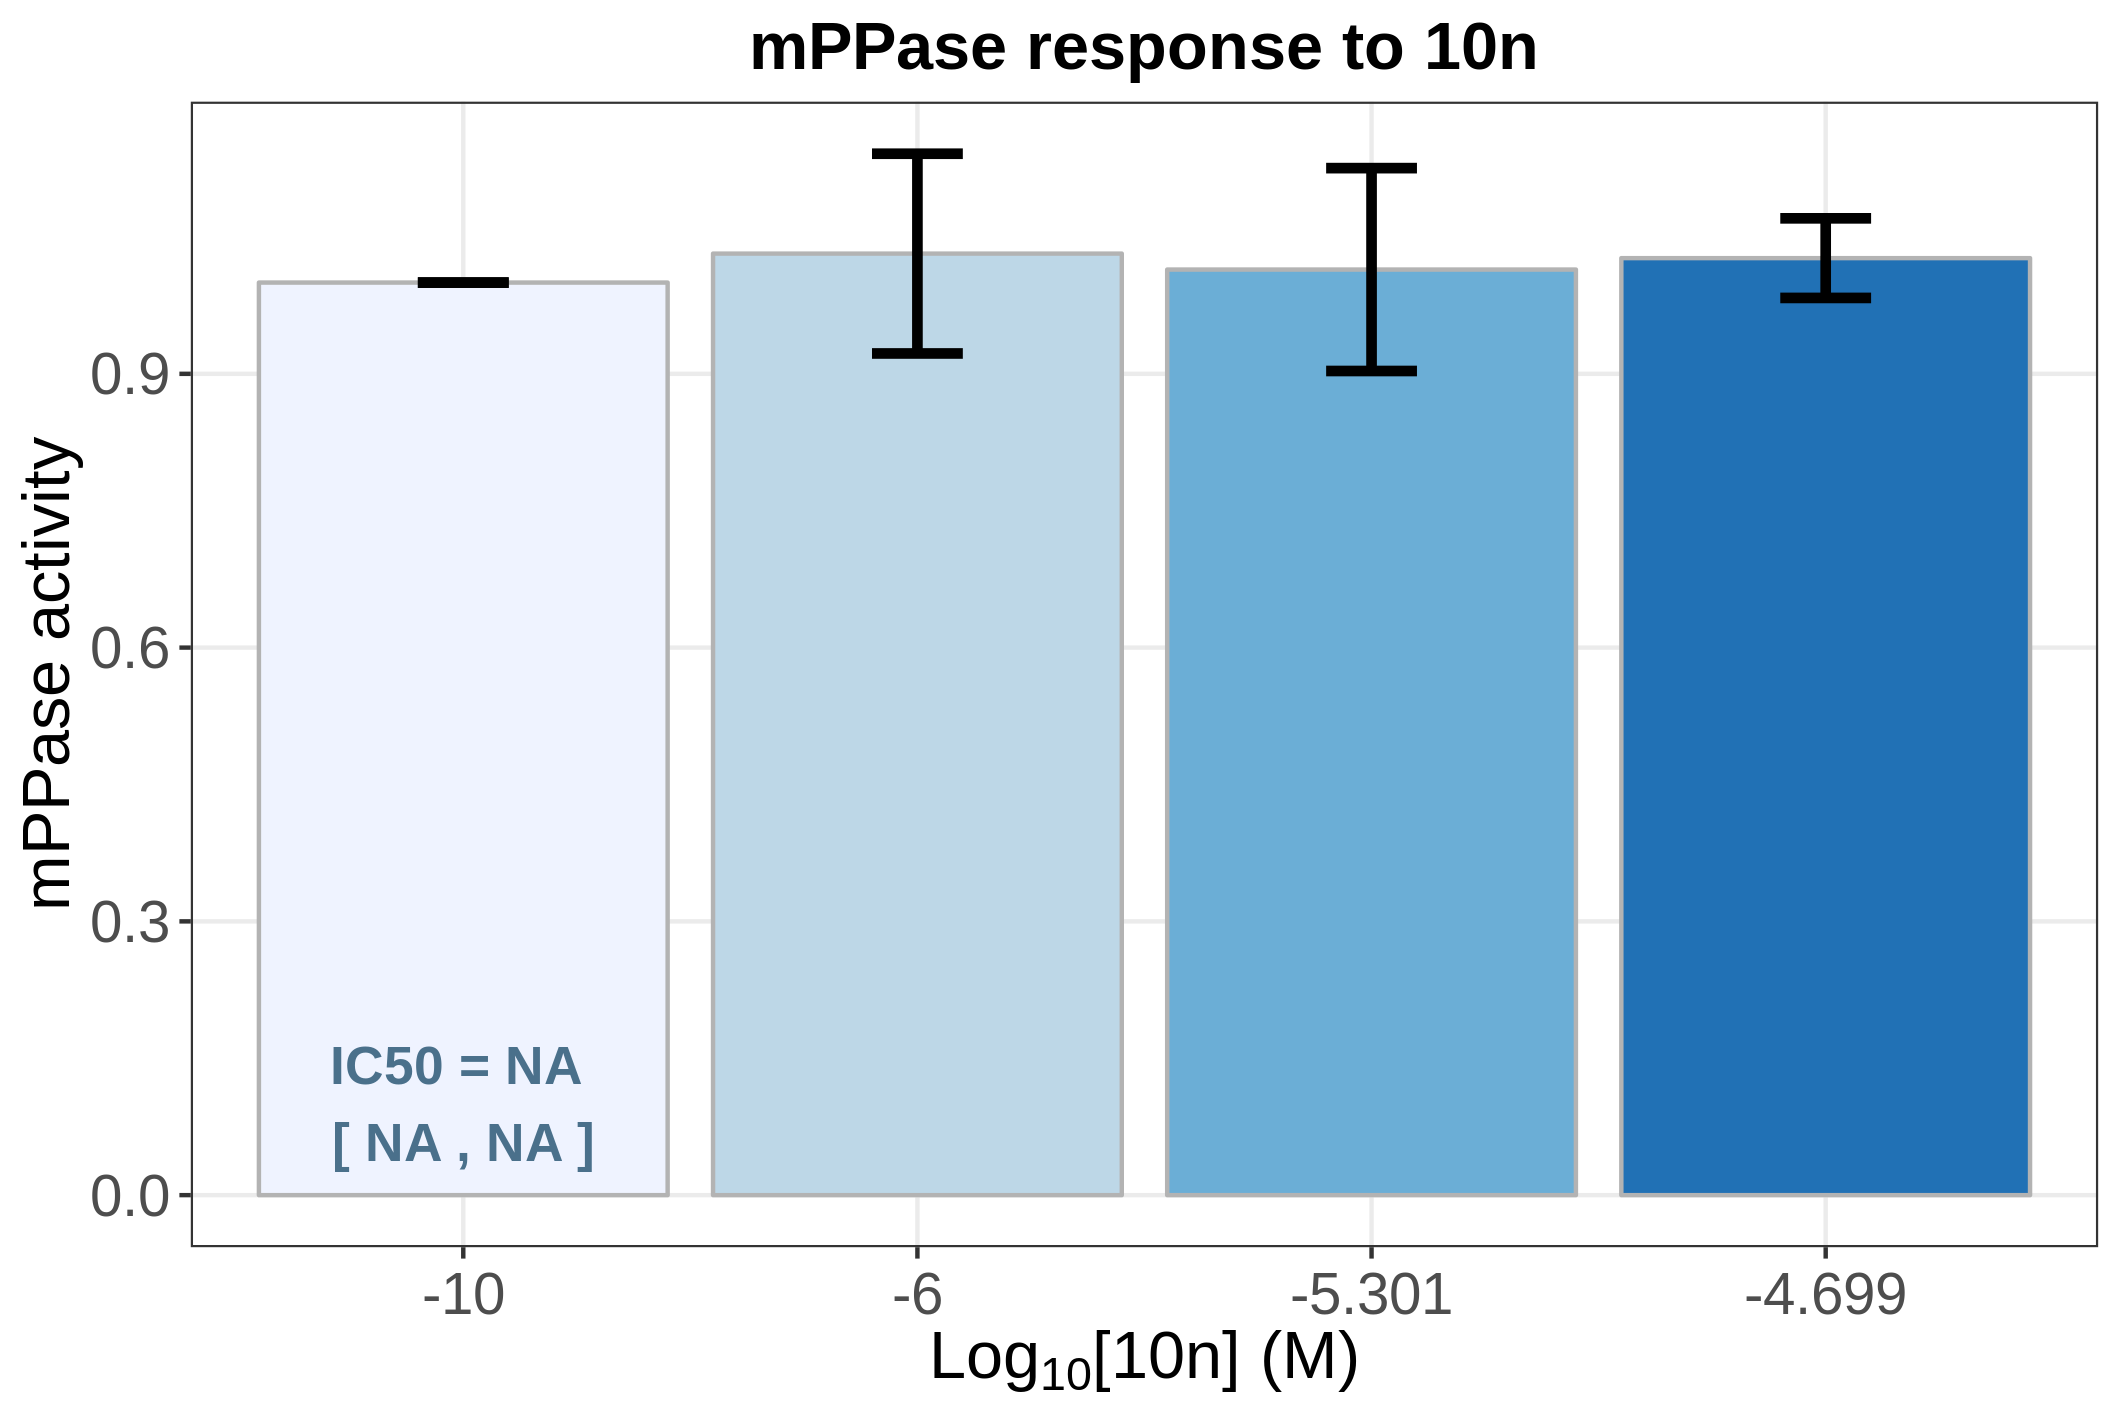 mPPase response to 10n
mPPase activity
0.9
0.6
0.3
0.0
IC50 = NA
[ NA , NA ]
-10
-6
-5.301
-4.699
Log10[10n] (M)